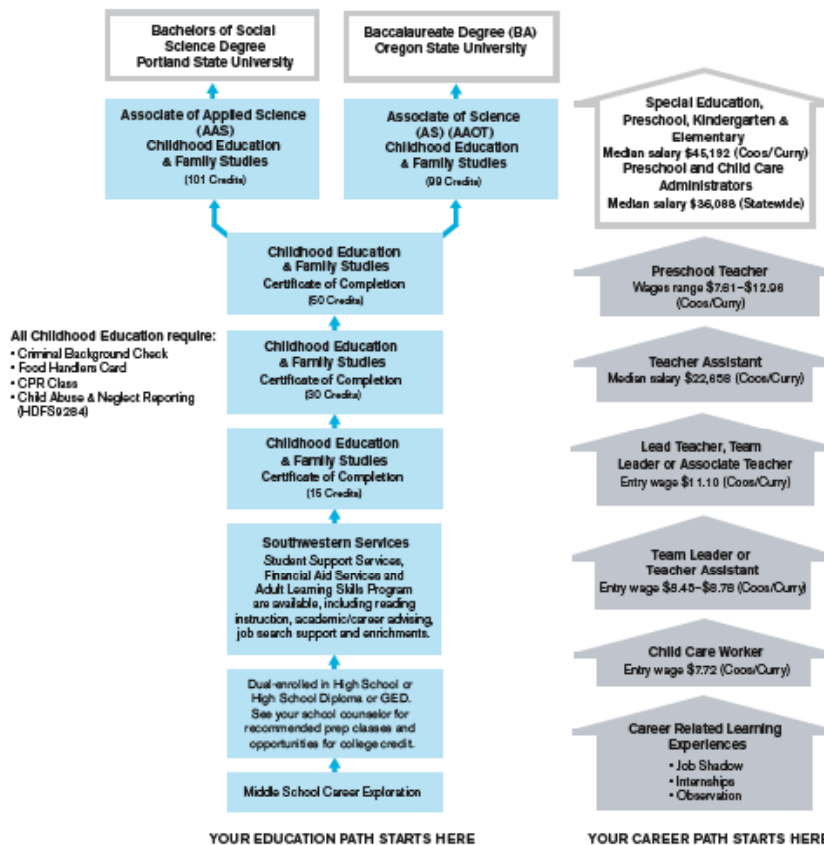 Bachelors of Social
Science Degree
Portland State University
Baccalaureate Degree (BA)
Oregon State University
Associate of Applied Science
(AAS)
Childhood Education
& Family Studies
(101 Credits)
Associate of Science
(AS) (AAOT)
Childhood Education
& Family Studies
(99 Credits)
Childhood Education
& Family Studies
Certificate of Completion
(50 Credits)
All Childhood Education require:
• Criminal Background Check
• Food Handlers Card
• CPR Class
• Child Abuse & Neglect Reporting
(HDFS9284)
Childhood Education
& Family Studies
Certificate of Completion
(30 Credits)
Childhood Education
& Family Studies
Certificate of Completion
(15 Credits)
Southwestern Services
Student Support Services,
Financial Aid Services and
Adult Learning Skills Program
are available, including reading
instruction, academic/career advising,
job search support and enrichments.
Dual-enrolled in High School or
High School Diploma or GED.
See your school counselor for
recommended prep classes and
opportunities for college credit.
Middle School Career Exploration
YOUR EDUCATION PATH STARTS HERE
Special Education,
Preschool, Kindergarten &
Elementary
Median salary $45,192 (Coos/Curry)
Preschool and Child Care
Administrators
Median salary $36,088 (Statewide)
Preschool Teacher
Wages range $7.61–$12.96
(Coos/Curry)
Teacher Assistant
Median salary $22,658 (Coos/Curry)
Lead Teacher, Team
Leader or Associate Teacher
Entry wage $11.10 (Coos/Curry)
Team Leader or
Teacher Assistant
Entry wage $8.45–$8.78 (Coos/Curry)
Child Care Worker
Entry wage $7.72 (Coos/Curry)
Career Related Learning
Experiences
• Job Shadow
• Internships
• Observation
YOUR CAREER PATH STARTS HERE